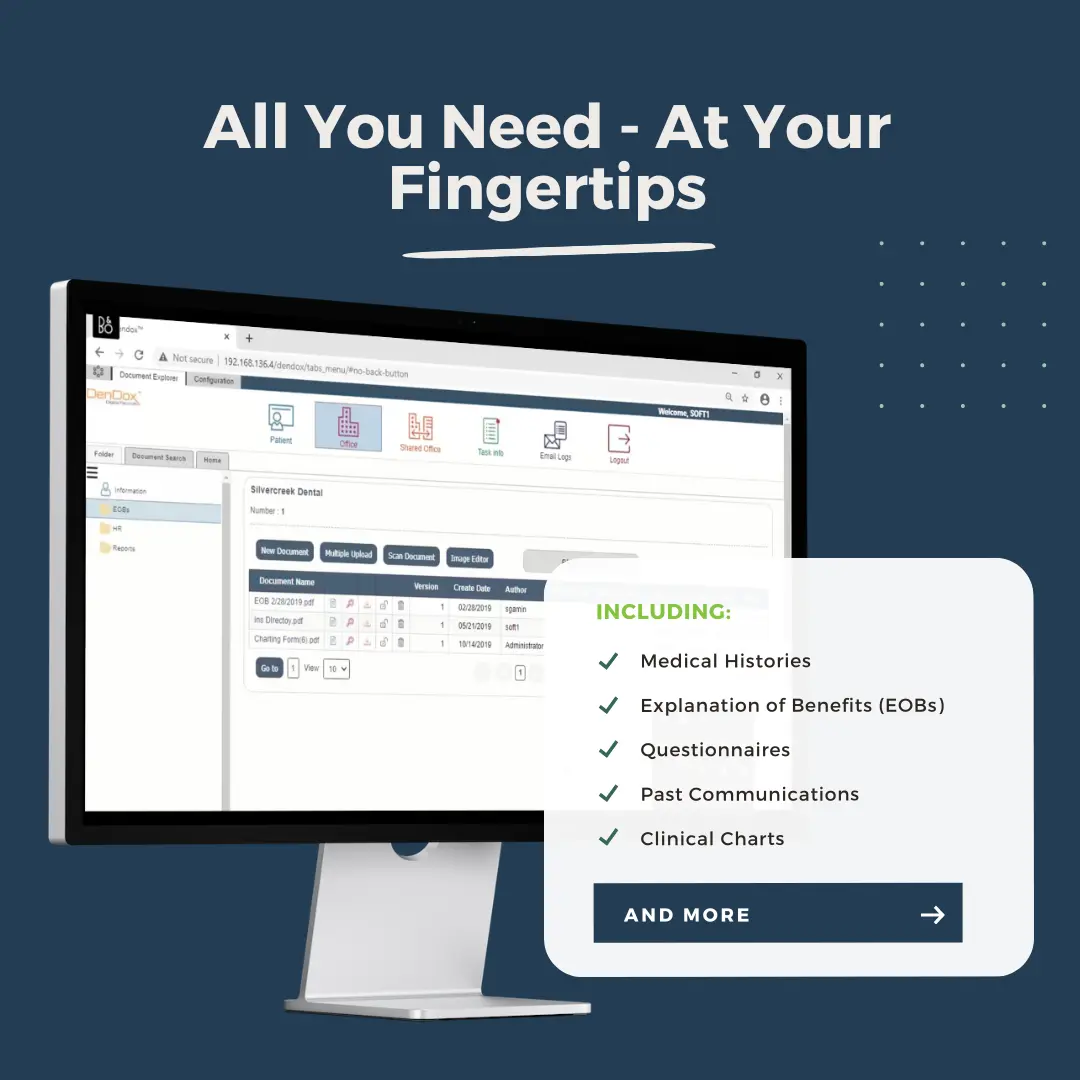 All You Need - At Your
Fingertips
B&O
Dendox™
Not secure | 192.168.136.4/dendox/tabs_menu/#no-back-button
Document Explorer Configuration
Welcome, SOFT1
DenDox
Patient Office Shared Office Task info Email Logs Logout
Folder Document Search Home
Information
EOBs
HR
Reports
Silvercreek Dental
Number : 1
New Document Multiple Upload Scan Document Image Editor
Document Name Version Create Date Author
EOB 2/28/2019.pdf 1 02/28/2019 sgamin
Ins Directoy.pdf 1 05/21/2019 soft1
Charting Form(6).pdf 1 10/14/2019 Administrator
Go to 1 View 10
1
INCLUDING:
Medical Histories
Explanation of Benefits (EOBs)
Questionnaires
Past Communications
Clinical Charts
AND MORE